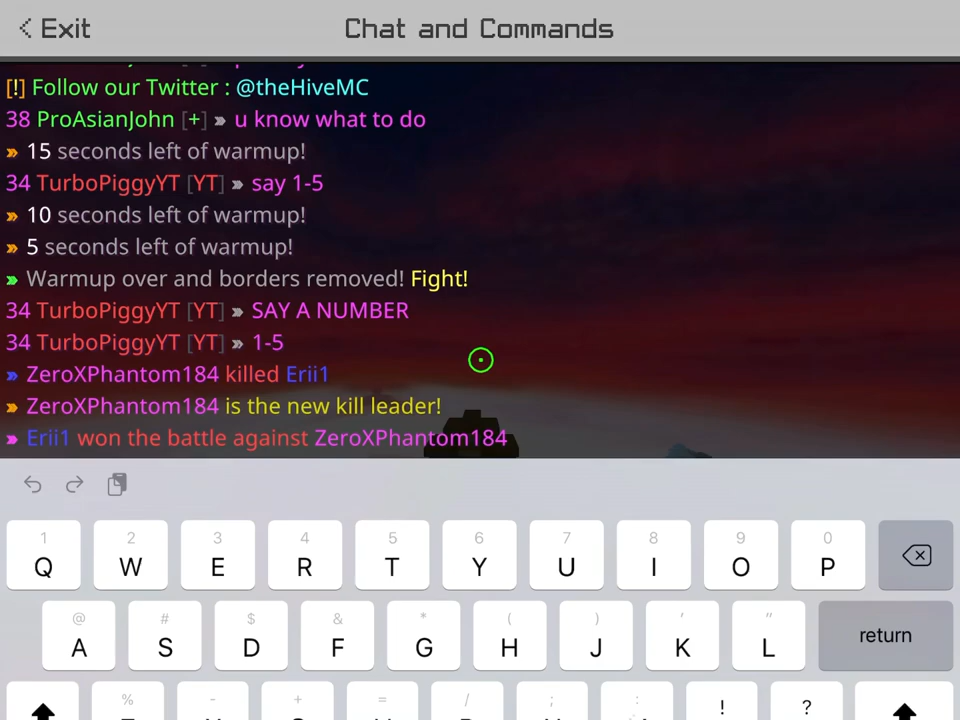 Exit
Chat and Commands
[!] Follow our Twitter : @theHiveMC
38 ProAsianJohn [+] » u know what to do
» 15 seconds left of warmup!
34 TurboPiggyYT [YT] » say 1-5
» 10 seconds left of warmup!
» 5 seconds left of warmup!
» Warmup over and borders removed! Fight!
34 TurboPiggyYT [YT] » SAY A NUMBER
34 TurboPiggyYT [YT] » 1-5
» ZeroXPhantom184 killed Erii1
» ZeroXPhantom184 is the new kill leader!
» Erii1 won the battle against ZeroXPhantom184
1 2 3 4 5 6 7 8 9 0
Q W E R T Y U I O P
@ # $ & * ( ) ' "
A S D F G H J K L return
% - + = / ; : ! ?